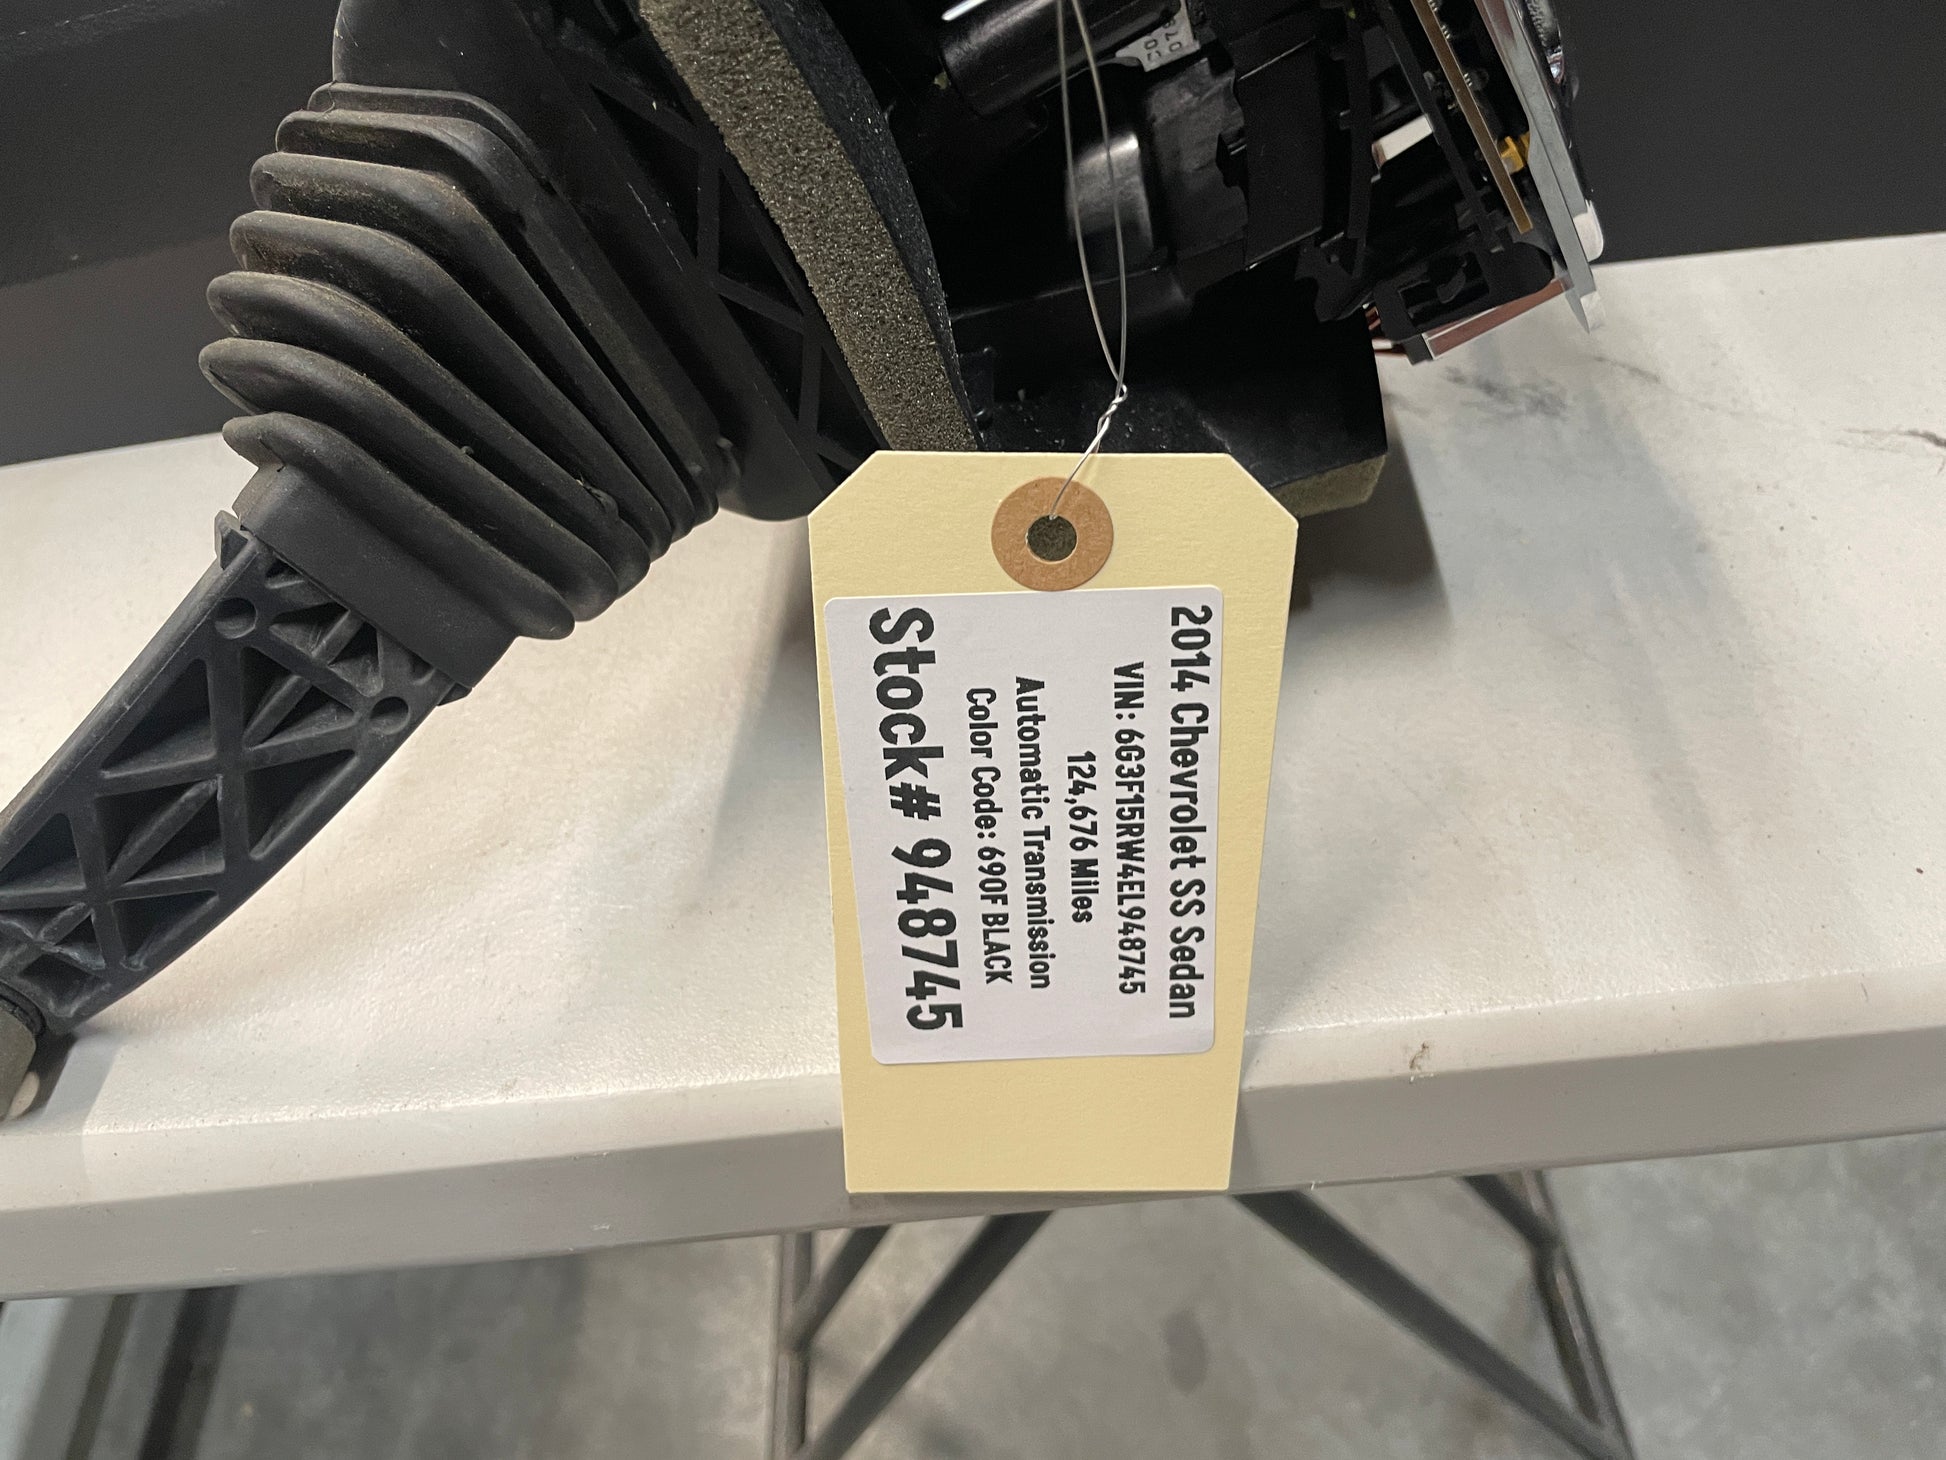 2014 Chevrolet SS Sedan
VIN: 6G3F15RW4EL948745
124,676 Miles
Automatic Transmission
Color Code: 690F BLACK
Stock# 948745